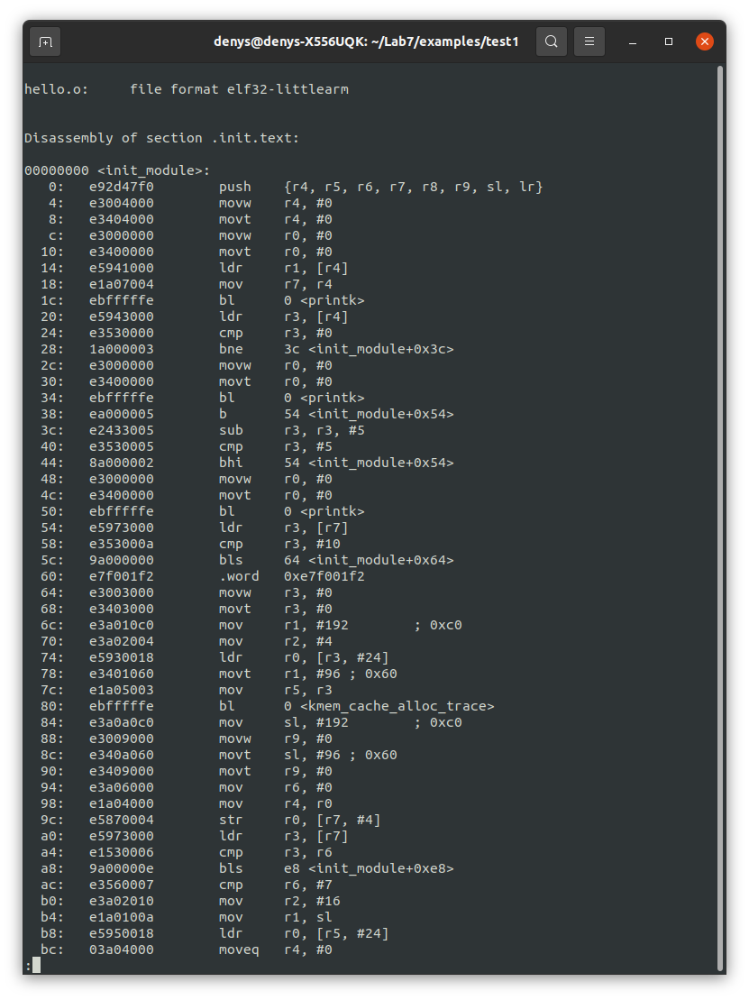 denys@denys-X556UQK: ~/Lab7/examples/test1
hello.o:     file format elf32-littlearm
Disassembly of section .init.text:
00000000 <init_module>:
   0:   e92d47f0        push    {r4, r5, r6, r7, r8, r9, sl, lr}
   4:   e3004000        movw    r4, #0
   8:   e3404000        movt    r4, #0
   c:   e3000000        movw    r0, #0
  10:   e3400000        movt    r0, #0
  14:   e5941000        ldr     r1, [r4]
  18:   e1a07004        mov     r7, r4
  1c:   ebfffffe        bl      0 <printk>
  20:   e5943000        ldr     r3, [r4]
  24:   e3530000        cmp     r3, #0
  28:   1a000003        bne     3c <init_module+0x3c>
  2c:   e3000000        movw    r0, #0
  30:   e3400000        movt    r0, #0
  34:   ebfffffe        bl      0 <printk>
  38:   ea000005        b       54 <init_module+0x54>
  3c:   e2433005        sub     r3, r3, #5
  40:   e3530005        cmp     r3, #5
  44:   8a000002        bhi     54 <init_module+0x54>
  48:   e3000000        movw    r0, #0
  4c:   e3400000        movt    r0, #0
  50:   ebfffffe        bl      0 <printk>
  54:   e5973000        ldr     r3, [r7]
  58:   e353000a        cmp     r3, #10
  5c:   9a000000        bls     64 <init_module+0x64>
  60:   e7f001f2        .word   0xe7f001f2
  64:   e3003000        movw    r3, #0
  68:   e3403000        movt    r3, #0
  6c:   e3a010c0        mov     r1, #192        ; 0xc0
  70:   e3a02004        mov     r2, #4
  74:   e5930018        ldr     r0, [r3, #24]
  78:   e3401060        movt    r1, #96 ; 0x60
  7c:   e1a05003        mov     r5, r3
  80:   ebfffffe        bl      0 <kmem_cache_alloc_trace>
  84:   e3a0a0c0        mov     sl, #192        ; 0xc0
  88:   e3009000        movw    r9, #0
  8c:   e340a060        movt    sl, #96 ; 0x60
  90:   e3409000        movt    r9, #0
  94:   e3a06000        mov     r6, #0
  98:   e1a04000        mov     r4, r0
  9c:   e5870004        str     r0, [r7, #4]
  a0:   e5973000        ldr     r3, [r7]
  a4:   e1530006        cmp     r3, r6
  a8:   9a00000e        bls     e8 <init_module+0xe8>
  ac:   e3560007        cmp     r6, #7
  b0:   e3a02010        mov     r2, #16
  b4:   e1a0100a        mov     r1, sl
  b8:   e5950018        ldr     r0, [r5, #24]
  bc:   03a04000        moveq   r4, #0
: